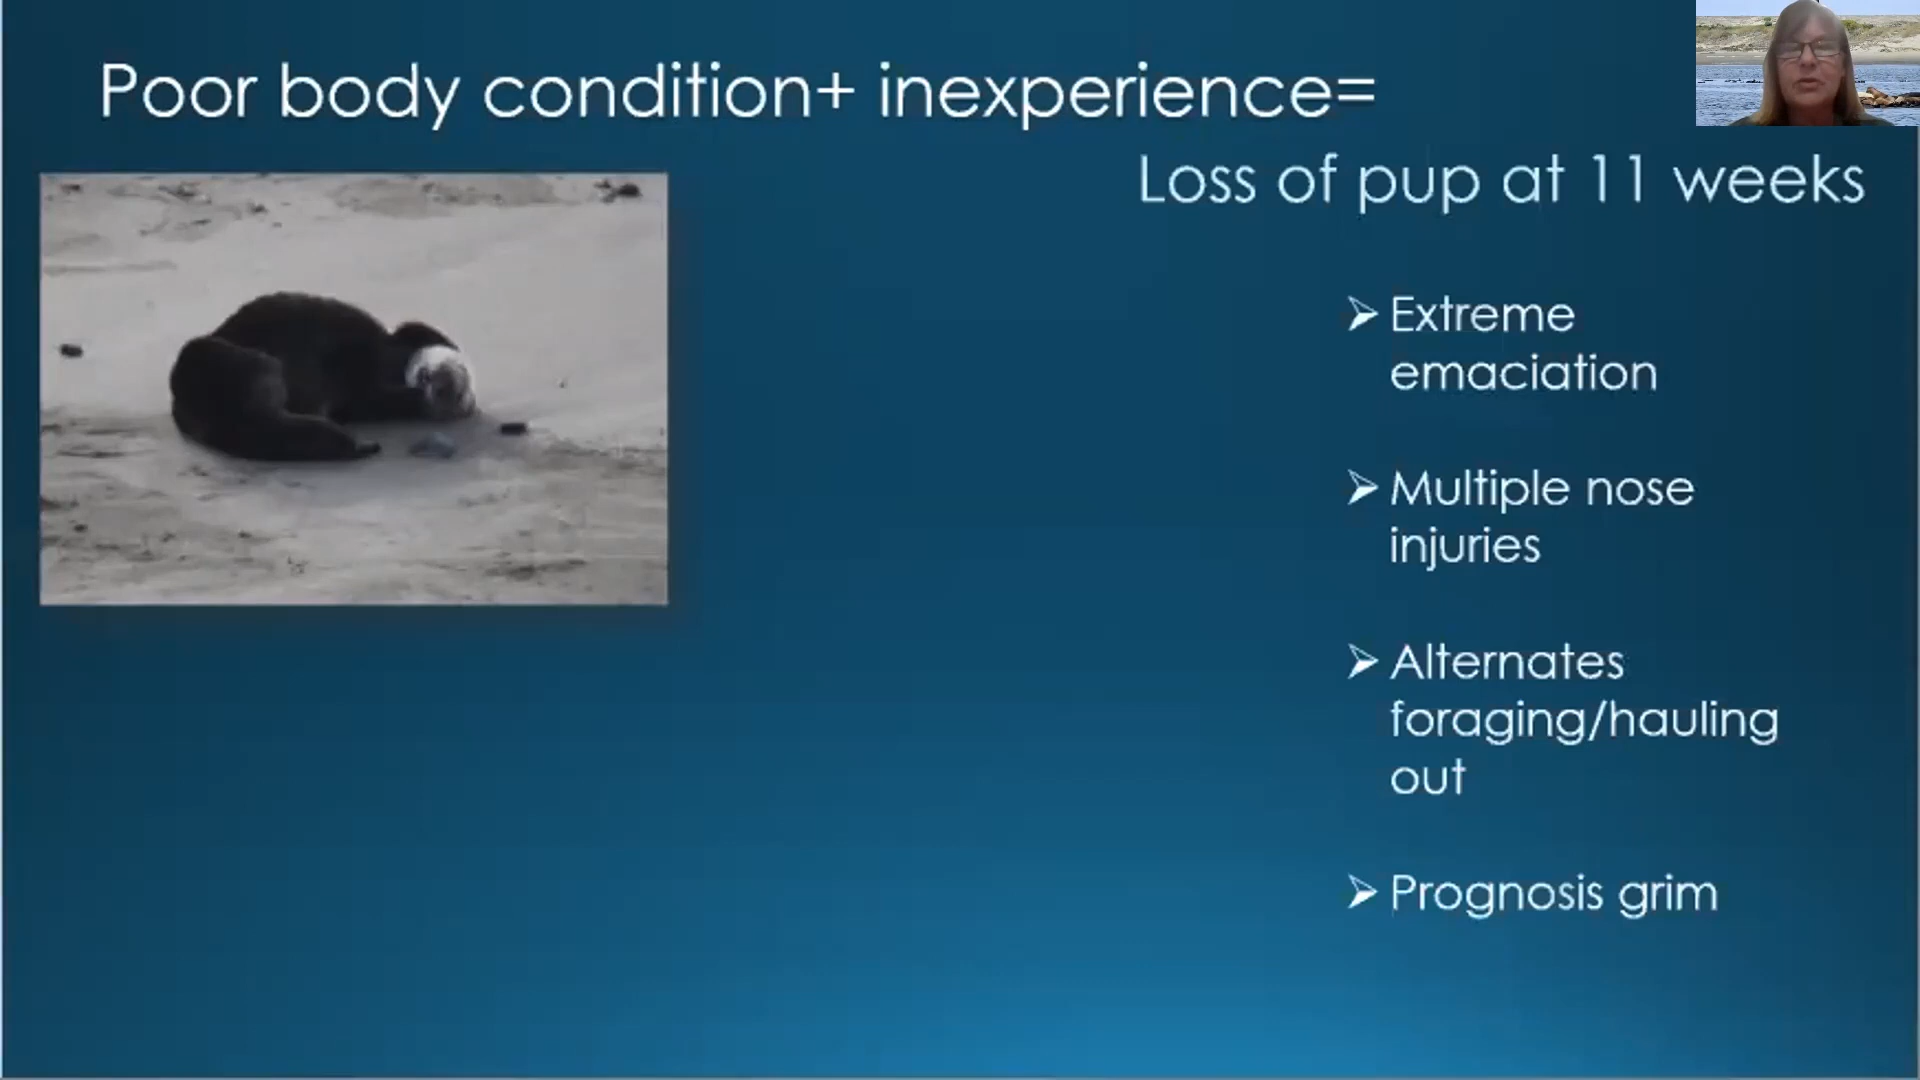 Poor body condition+ inexperience=
Loss of pup at 11 weeks
Extreme
emaciation
Multiple nose
injuries
Alternates
foraging/hauling
out
Prognosis grim